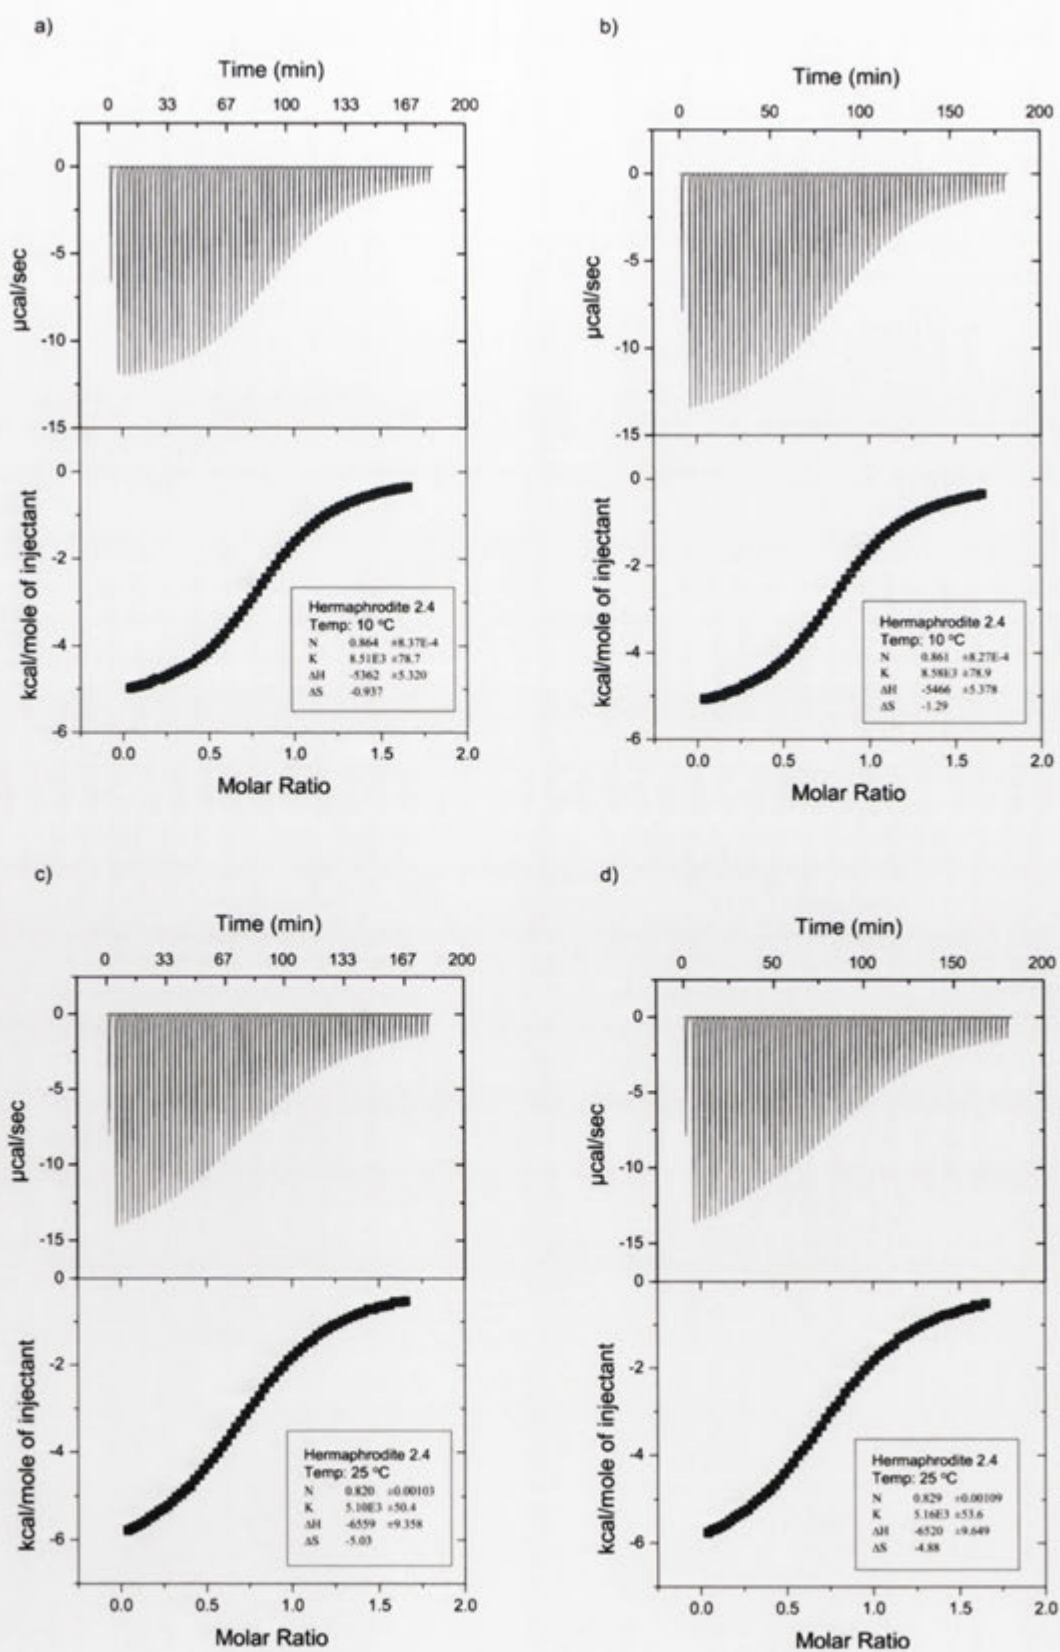 a)
Time (min)
0 33 67 100 133 167 200
0
-5
-10
-15
µcal/sec
0
-2
-4
-6
kcal/mole of injectant
Hermaphrodite 2.4
Temp: 10 ºC
N 0.864 ±8.37E-4
K 8.51E3 ±78.7
ΔH -5362 ±5.320
ΔS -0.937
0.0 0.5 1.0 1.5 2.0
Molar Ratio
b)
Time (min)
0 50 100 150 200
0
-5
-10
-15
µcal/sec
0
-2
-4
-6
kcal/mole of injectant
Hermaphrodite 2.4
Temp: 10 ºC
N 0.861 ±8.27E-4
K 8.58E3 ±78.9
ΔH -5466 ±5.378
ΔS -1.29
0.0 0.5 1.0 1.5 2.0
Molar Ratio
c)
Time (min)
0 33 67 100 133 167 200
0
-5
-10
-15
µcal/sec
0
-2
-4
-6
kcal/mole of injectant
Hermaphrodite 2.4
Temp: 25 ºC
N 0.820 ±0.00103
K 5.10E3 ±50.4
ΔH -6559 ±9.358
ΔS -5.03
0.0 0.5 1.0 1.5 2.0
Molar Ratio
d)
Time (min)
0 50 100 150 200
0
-5
-10
-15
µcal/sec
0
-2
-4
-6
kcal/mole of injectant
Hermaphrodite 2.4
Temp: 25 ºC
N 0.829 ±0.00109
K 5.16E3 ±53.6
ΔH -6520 ±9.649
ΔS -4.88
0.0 0.5 1.0 1.5 2.0
Molar Ratio